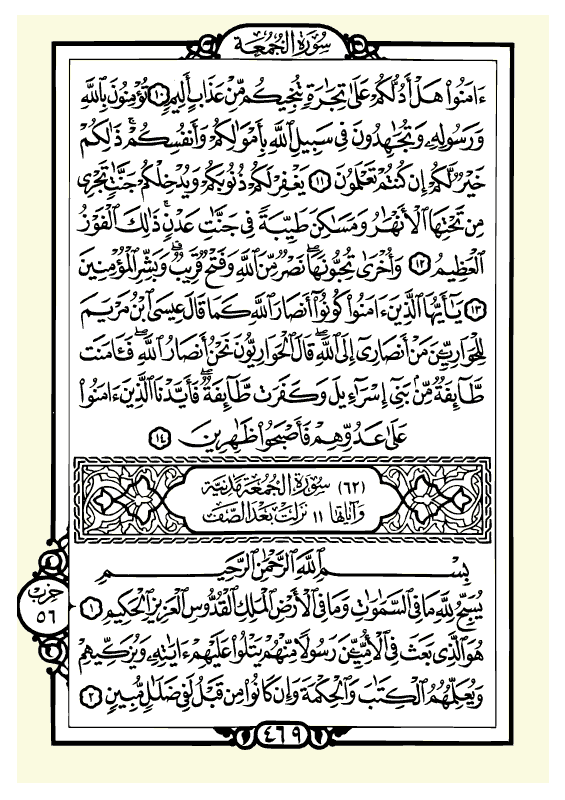 سُورَةُ الجُمُعَةِ
ءَامَنُوا۟ هَلْ أَدُلُّكُمْ عَلَىٰ تِجَٰرَةٍ تُنجِيكُم مِّنْ عَذَابٍ أَلِيمٍ ١٠ تُؤْمِنُونَ بِٱللَّهِ
وَرَسُولِهِۦ وَتُجَٰهِدُونَ فِى سَبِيلِ ٱللَّهِ بِأَمْوَٰلِكُمْ وَأَنفُسِكُمْ ۚ ذَٰلِكُمْ
خَيْرٌ لَّكُمْ إِن كُنتُمْ تَعْلَمُونَ ١١ يَغْفِرْ لَكُمْ ذُنُوبَكُمْ وَيُدْخِلْكُمْ جَنَّٰتٍ تَجْرِى
مِن تَحْتِهَا ٱلْأَنْهَٰرُ وَمَسَٰكِنَ طَيِّبَةً فِى جَنَّٰتِ عَدْنٍ ۚ ذَٰلِكَ ٱلْفَوْزُ
ٱلْعَظِيمُ ١٢ وَأُخْرَىٰ تُحِبُّونَهَا ۖ نَصْرٌ مِّنَ ٱللَّهِ وَفَتْحٌ قَرِيبٌ ۗ وَبَشِّرِ ٱلْمُؤْمِنِينَ
١٣ يَٰٓأَيُّهَا ٱلَّذِينَ ءَامَنُوا۟ كُونُوٓا۟ أَنصَارَ ٱللَّهِ كَمَا قَالَ عِيسَى ٱبْنُ مَرْيَمَ
لِلْحَوَارِيِّۦنَ مَنْ أَنصَارِىٓ إِلَى ٱللَّهِ ۖ قَالَ ٱلْحَوَارِيُّونَ نَحْنُ أَنصَارُ ٱللَّهِ ۖ فَـَٔامَنَت
طَّآئِفَةٌ مِّنۢ بَنِىٓ إِسْرَٰٓءِيلَ وَكَفَرَت طَّآئِفَةٌ ۖ فَأَيَّدْنَا ٱلَّذِينَ ءَامَنُوا۟
عَلَىٰ عَدُوِّهِمْ فَأَصْبَحُوا۟ ظَٰهِرِينَ ١٤
(٦٢) سُورَةُ الجُمُعَةِ مَدَنِيَّة
وَآيَاتُهَا ١١ نَزَلَتْ بَعْدَ الصَّفِّ
بِسْمِ ٱللَّهِ ٱلرَّحْمَٰنِ ٱلرَّحِيمِ
يُسَبِّحُ لِلَّهِ مَا فِى ٱلسَّمَٰوَٰتِ وَمَا فِى ٱلْأَرْضِ ٱلْمَلِكِ ٱلْقُدُّوسِ ٱلْعَزِيزِ ٱلْحَكِيمِ ١
هُوَ ٱلَّذِى بَعَثَ فِى ٱلْأُمِّيِّۦنَ رَسُولًا مِّنْهُمْ يَتْلُوا۟ عَلَيْهِمْ ءَايَٰتِهِۦ وَيُزَكِّيهِمْ
وَيُعَلِّمُهُمُ ٱلْكِتَٰبَ وَٱلْحِكْمَةَ وَإِن كَانُوا۟ مِن قَبْلُ لَفِى ضَلَٰلٍ مُّبِينٍ ٢
حزب
٥٦
٤٦٩